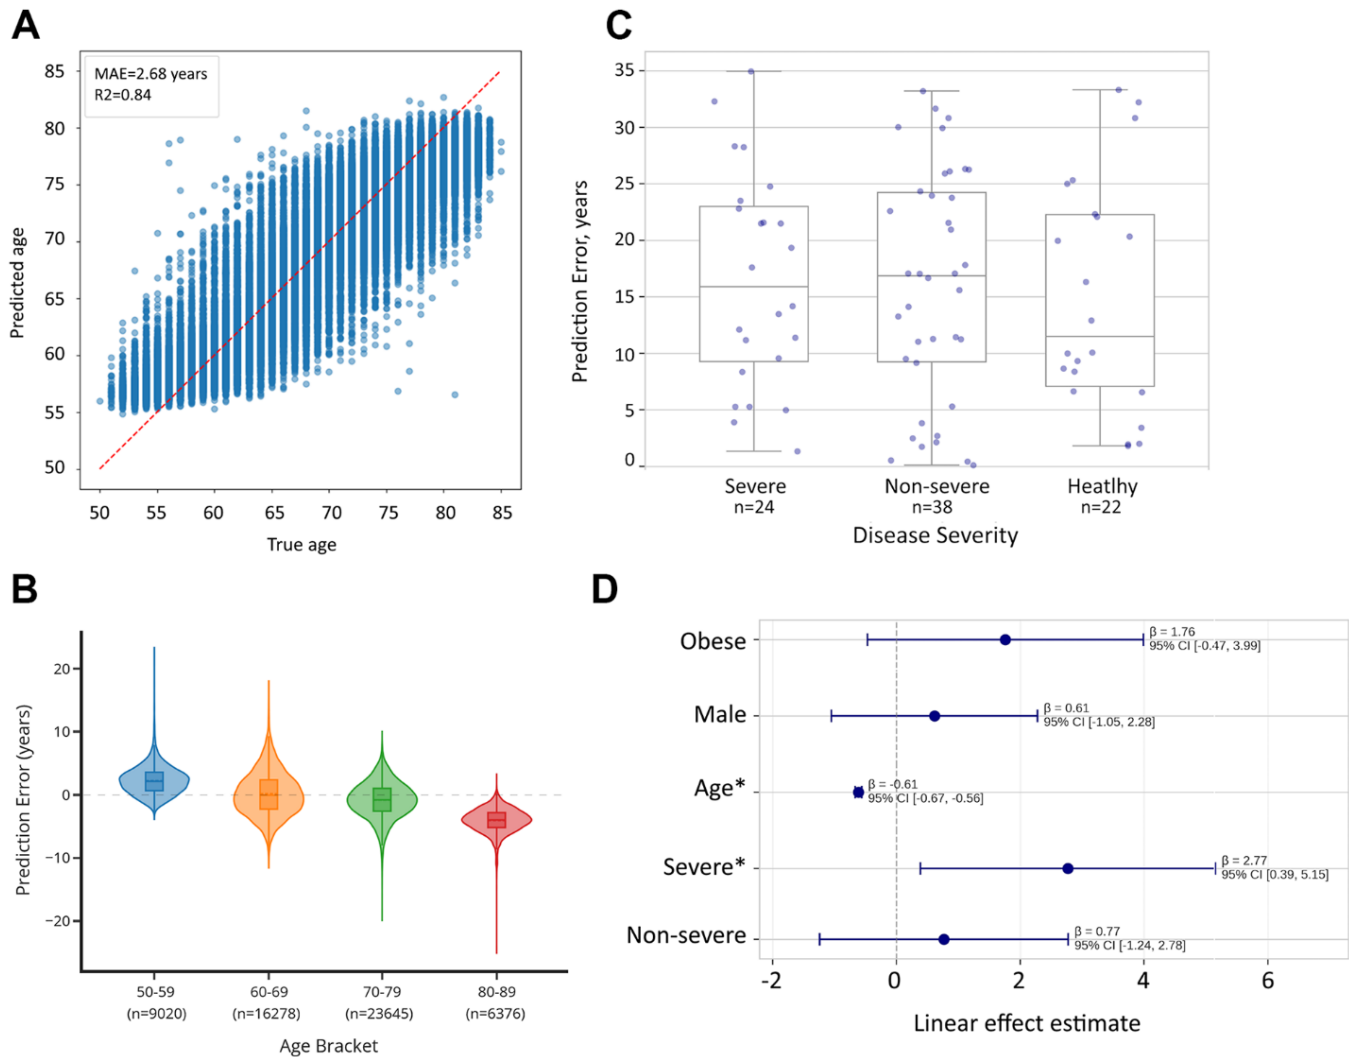 A
MAE=2.68 years
R2=0.84
Predicted age
85
80
75
70
65
60
55
50
50 55 60 65 70 75 80 85
True age
C
Prediction Error, years
35
30
25
20
15
10
5
0
Severe Non-severe Heatlhy
n=24 n=38 n=22
Disease Severity
B
Prediction Error (years)
20
10
0
−10
−20
50-59 60-69 70-79 80-89
(n=9020) (n=16278) (n=23645) (n=6376)
Age Bracket
D
Obese
β = 1.76
95% CI [-0.47, 3.99]
Male
β = 0.61
95% CI [-1.05, 2.28]
Age*
β = -0.61
95% CI [-0.67, -0.56]
Severe*
β = 2.77
95% CI [0.39, 5.15]
Non-severe
β = 0.77
95% CI [-1.24, 2.78]
-2 0 2 4 6
Linear effect estimate